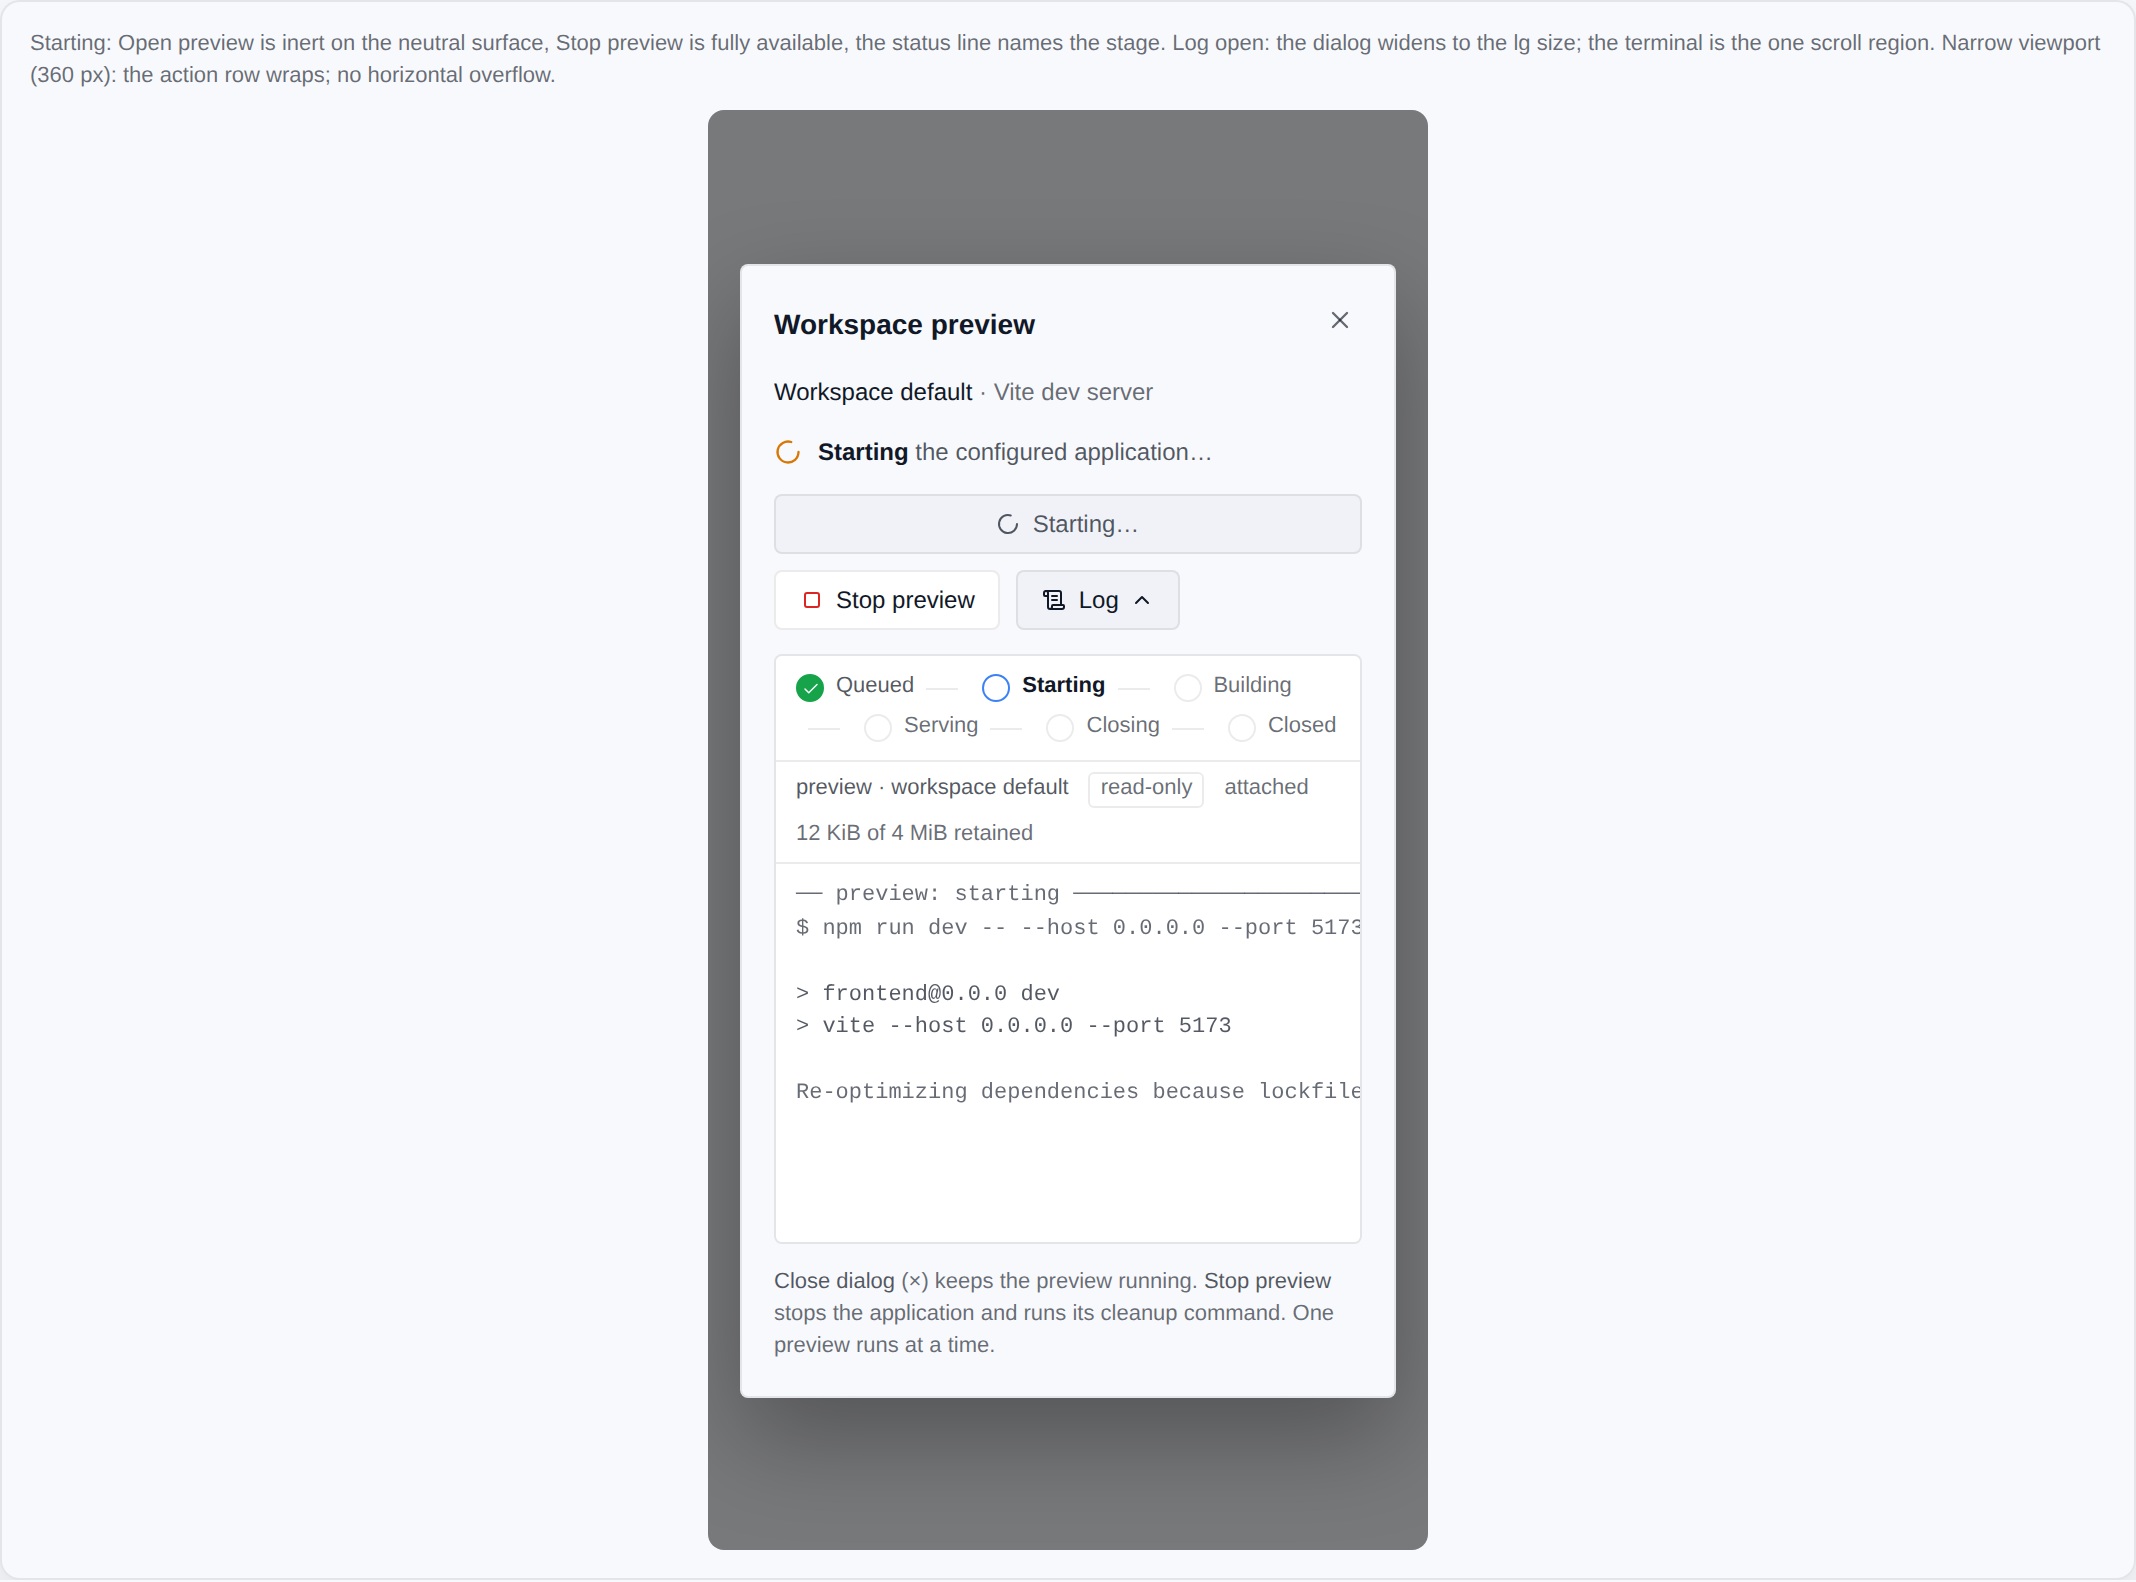 Starting: Open preview is inert on the neutral surface, Stop preview is fully available, the status line names the stage. Log open: the dialog widens to the lg size; the terminal is the one scroll region. Narrow viewport
(360 px): the action row wraps; no horizontal overflow.
Workspace preview
Workspace default · Vite dev server
Starting the configured application…
Starting…
Stop preview
Log
Queued
Starting
Building
Serving
Closing
Closed
preview · workspace default
read-only
attached
12 KiB of 4 MiB retained
── preview: starting ──────────────────────
$ npm run dev -- --host 0.0.0.0 --port 5173
> frontend@0.0.0 dev
> vite --host 0.0.0.0 --port 5173
Re-optimizing dependencies because lockfile
Close dialog (×) keeps the preview running. Stop preview
stops the application and runs its cleanup command. One
preview runs at a time.